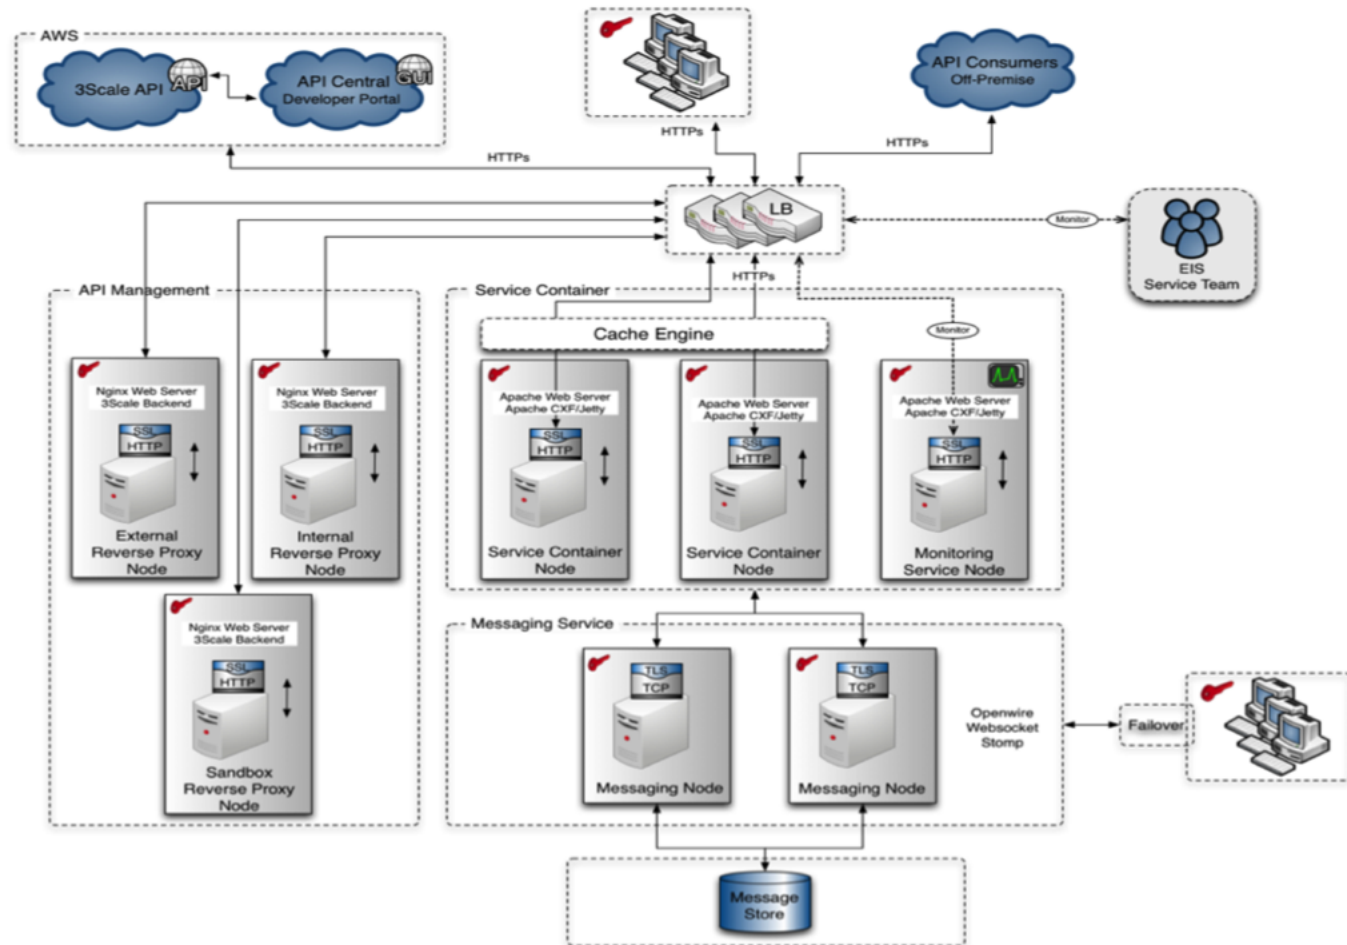 AWS
3Scale API
API
API Central
Developer Portal
GUI
API Consumers
Off-Premise
HTTPs
HTTPs
HTTPs
LB
Monitor
EIS
Service Team
HTTPs
API Management
Nginx Web Server
3Scale Backend
SSL
HTTP
External
Reverse Proxy
Node
Nginx Web Server
3Scale Backend
SSL
HTTP
Internal
Reverse Proxy
Node
Nginx Web Server
3Scale Backend
SSL
HTTP
Sandbox
Reverse Proxy
Node
Service Container
Cache Engine
Monitor
Apache Web Server
Apache CXF/Jetty
SSL
HTTP
Service Container
Node
Apache Web Server
Apache CXF/Jetty
SSL
HTTP
Service Container
Node
Apache Web Server
Apache CXF/Jetty
SSL
HTTP
Monitoring
Service Node
Messaging Service
TLS
TCP
Messaging Node
TLS
TCP
Messaging Node
Openwire
Websocket
Stomp
Failover
Message
Store